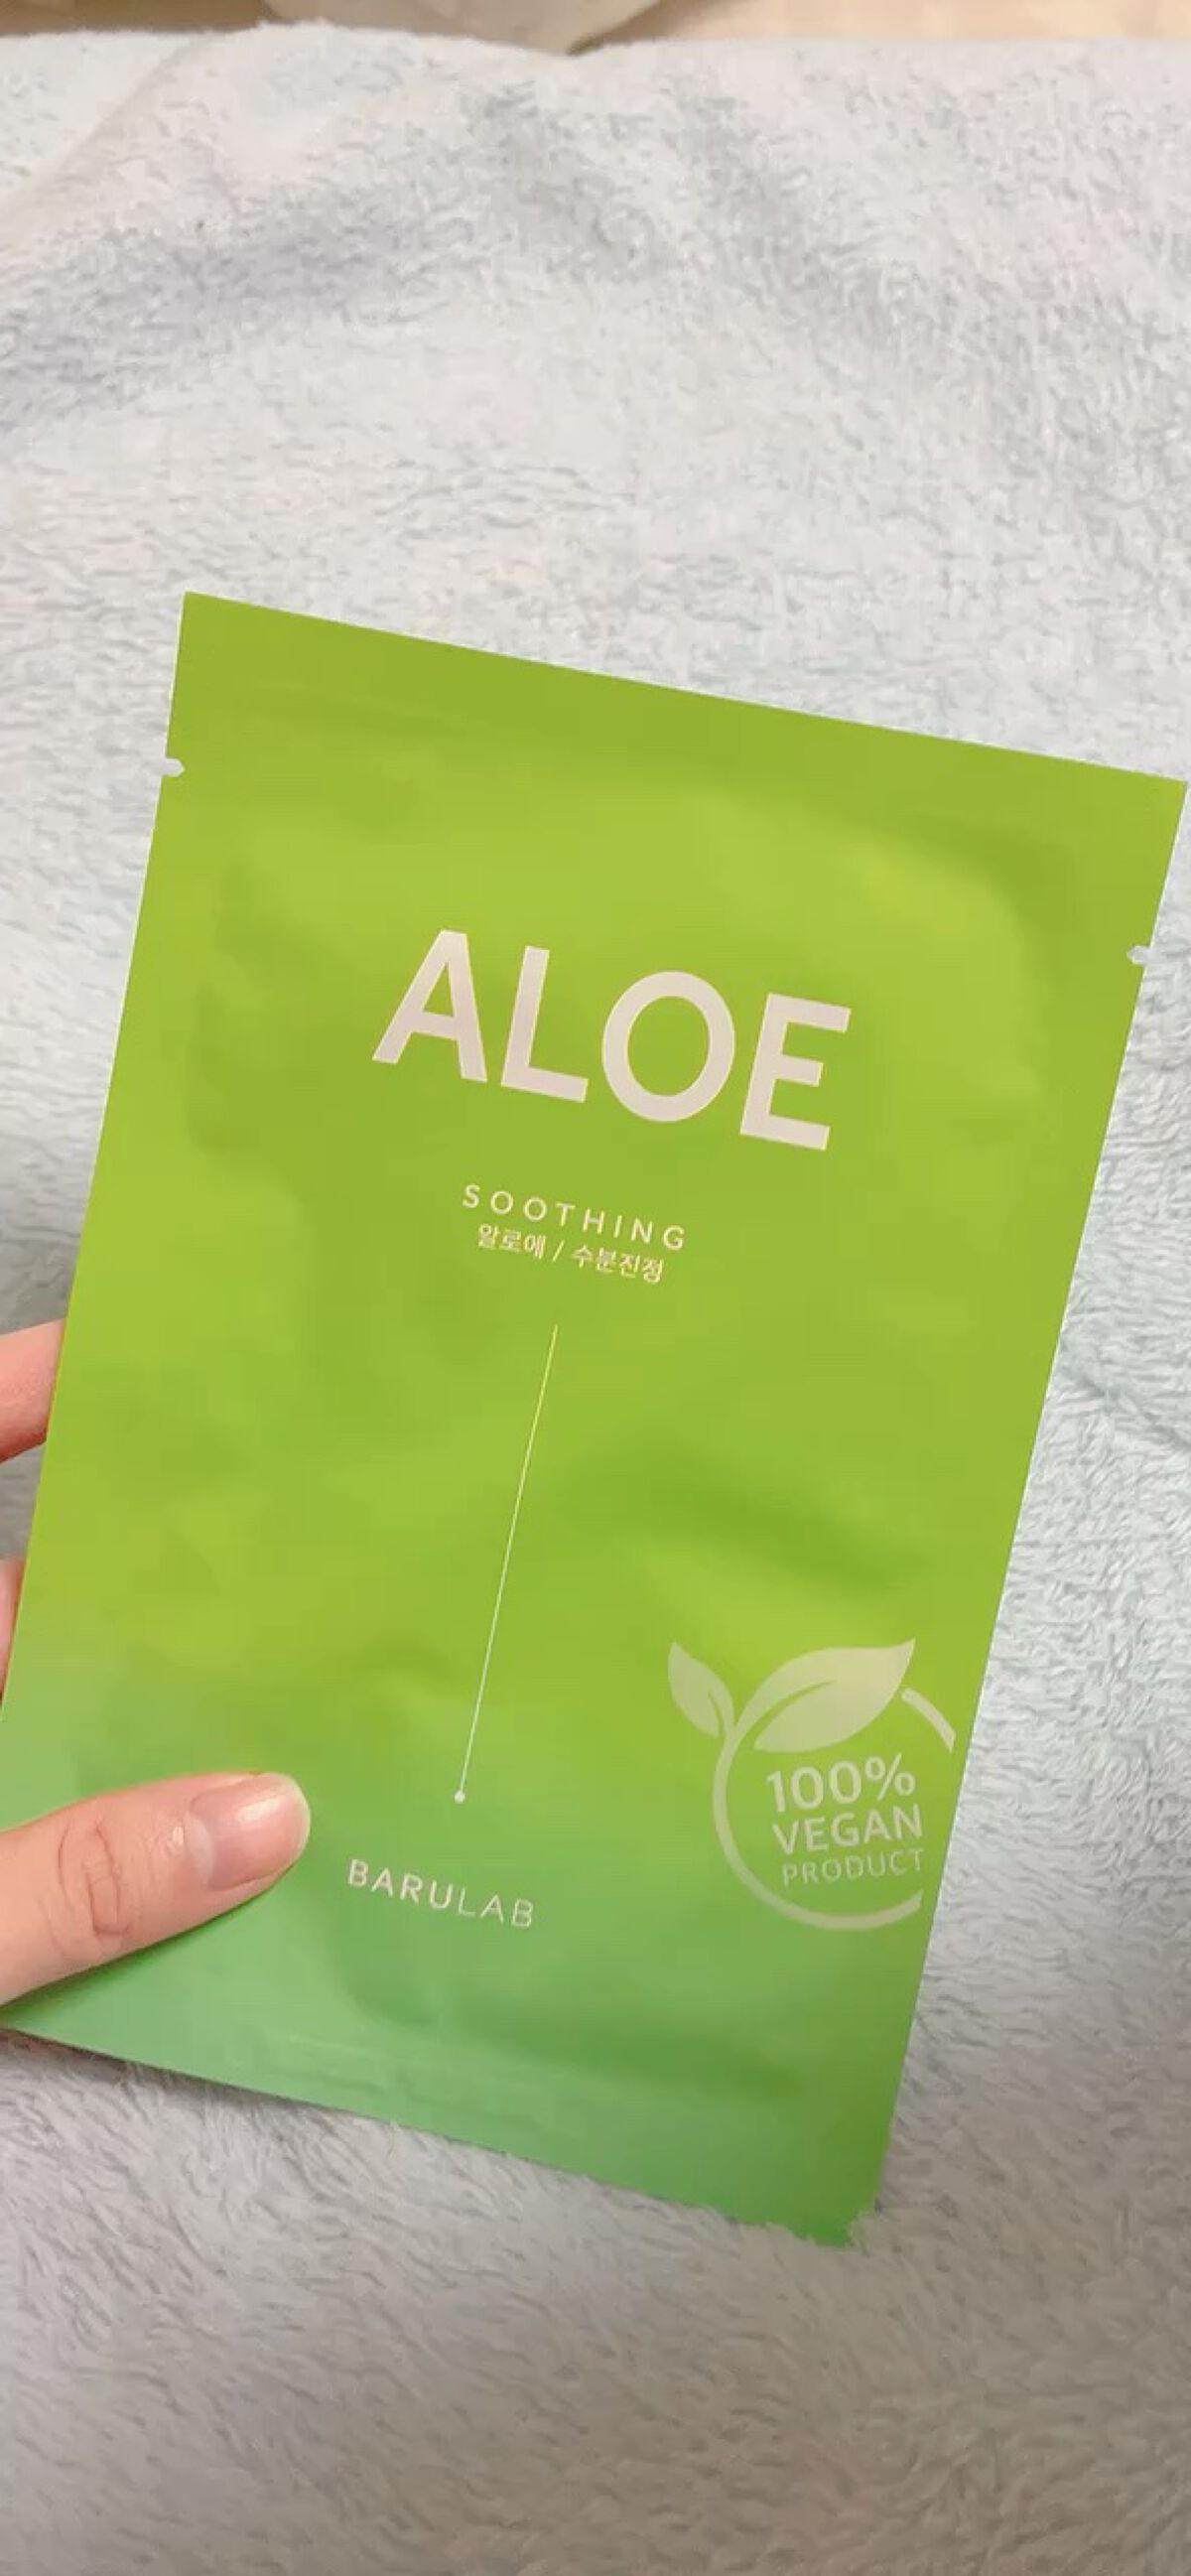 ALOE
SOOTHING
알로에 / 수분진정
100%
VEGAN
PRODUCT
BARULAB